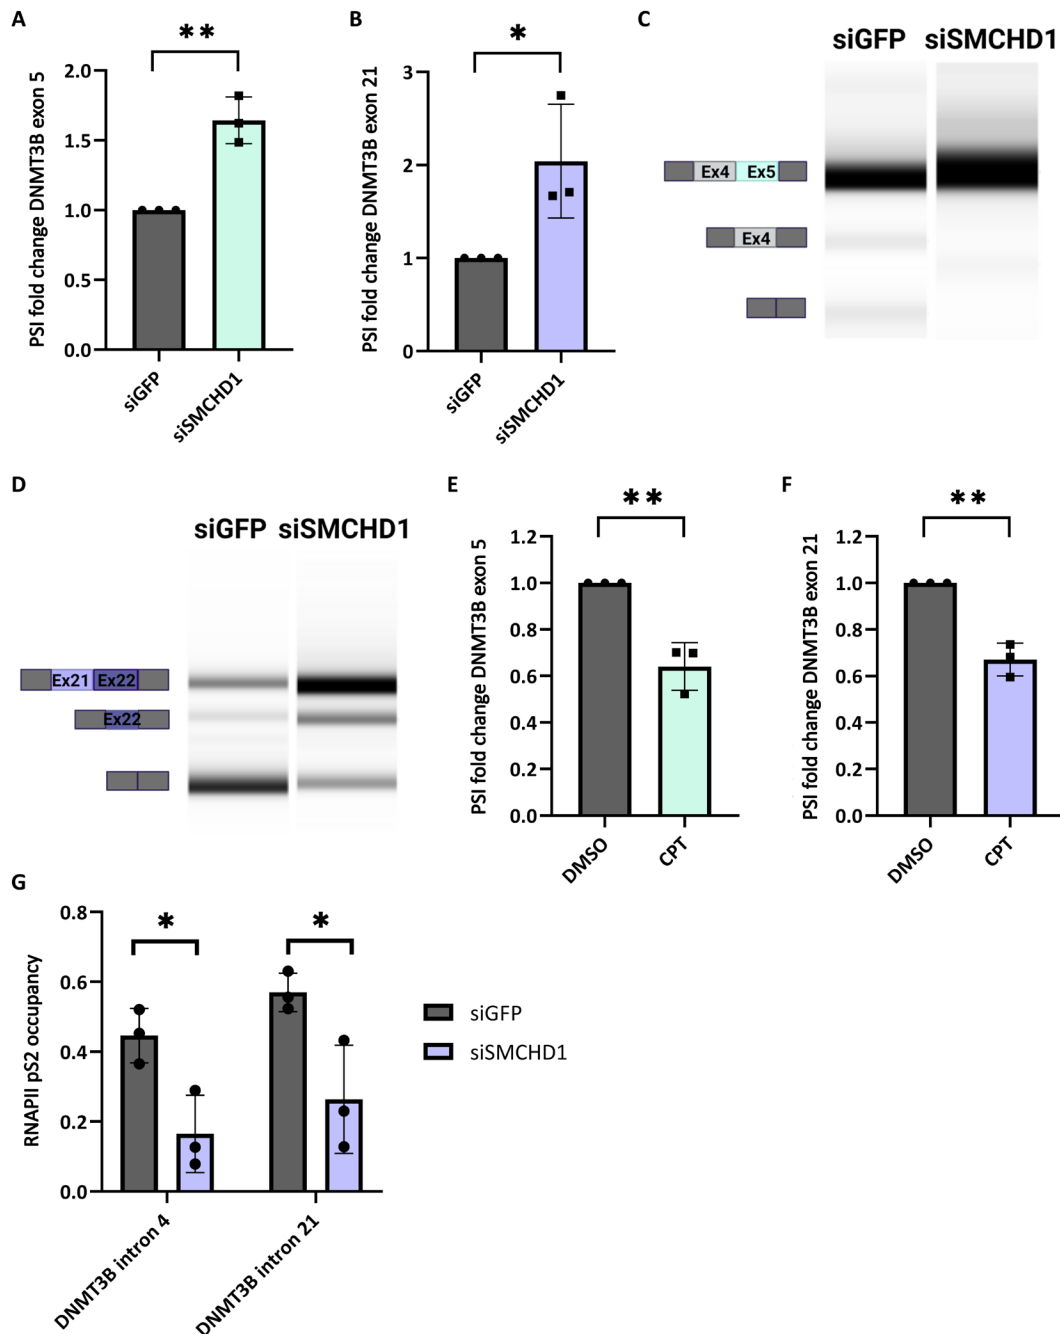 A
**
PSI fold change DNMT3B exon 5
2.0
1.5
1.0
0.5
0.0
siGFP
siSMCHD1
B
*
PSI fold change DNMT3B exon 21
3
2
1
0
siGFP
siSMCHD1
C
siGFP siSMCHD1
Ex4 Ex5
Ex4
D
siGFP siSMCHD1
Ex21 Ex22
Ex22
E
**
PSI fold change DNMT3B exon 5
1.2
1.0
0.8
0.6
0.4
0.2
0.0
DMSO
CPT
F
**
PSI fold change DNMT3B exon 21
1.2
1.0
0.8
0.6
0.4
0.2
0.0
DMSO
CPT
G
* *
RNAPII pS2 occupancy
0.8
0.6
0.4
0.2
0.0
DNMT3B intron 4
DNMT3B intron 21
siGFP
siSMCHD1